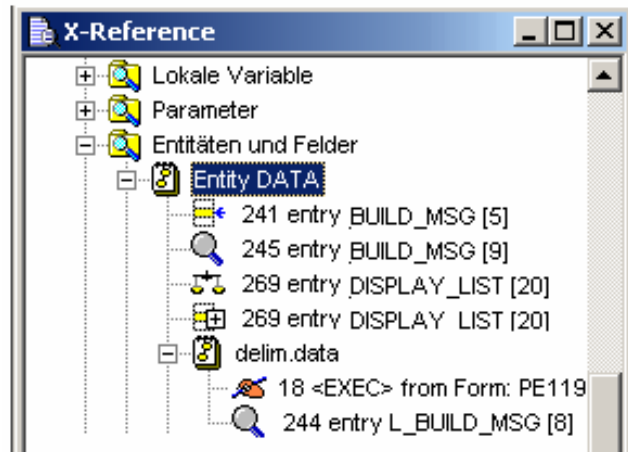 X-Reference
Lokale Variable
Parameter
Entitäten und Felder
Entity DATA
241 entry BUILD_MSG [5]
245 entry BUILD_MSG [9]
269 entry DISPLAY_LIST [20]
269 entry DISPLAY_LIST [20]
delim.data
18 <EXEC> from Form: PE119
244 entry L_BUILD_MSG [8]